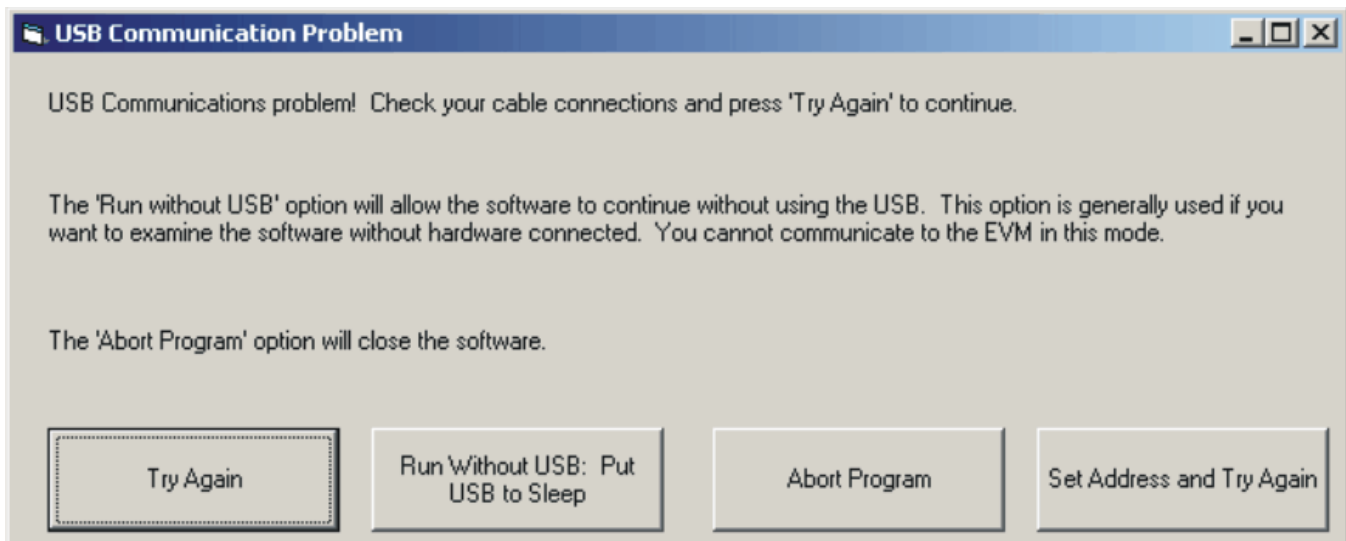 USB Communication Problem
USB Communications problem!  Check your cable connections and press 'Try Again' to continue.
The 'Run without USB' option will allow the software to continue without using the USB.  This option is generally used if you
want to examine the software without hardware connected.  You cannot communicate to the EVM in this mode.
The 'Abort Program' option will close the software.
Try Again
Run Without USB:  Put
USB to Sleep
Abort Program
Set Address and Try Again